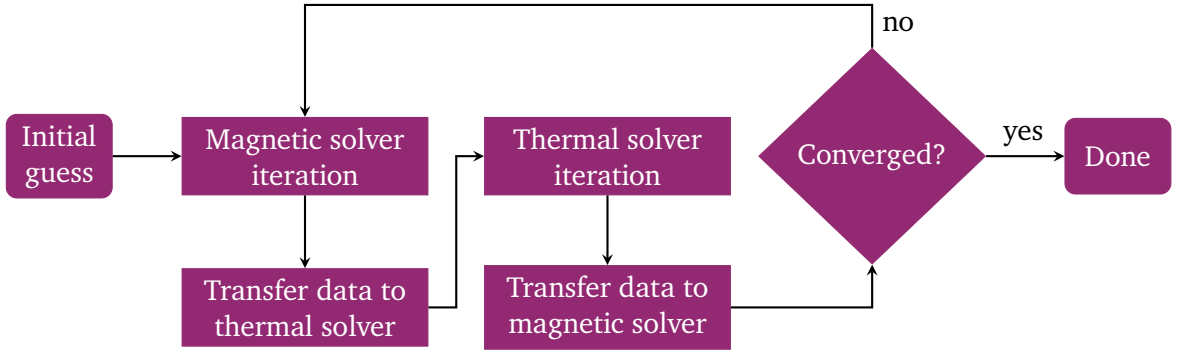 Initial
guess
Magnetic solver
iteration
Transfer data to
thermal solver
Thermal solver
iteration
Transfer data to
magnetic solver
Converged?
no
yes
Done